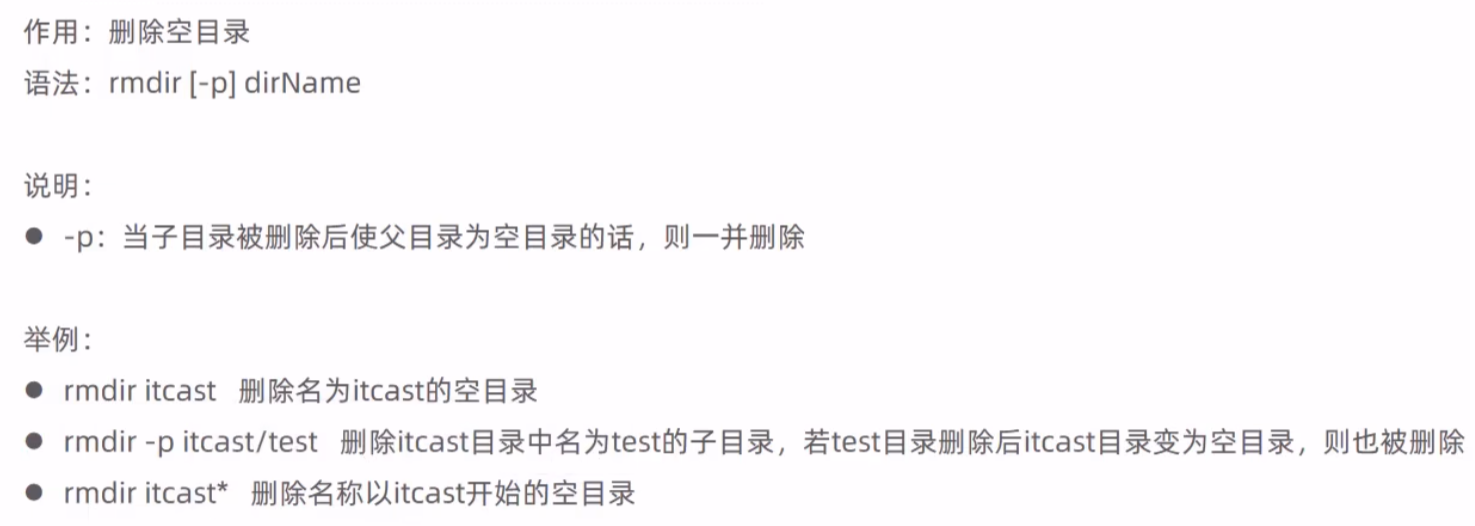 作用：删除空目录
语法：rmdir [-p] dirName
说明：
● -p：当子目录被删除后使父目录为空目录的话，则一并删除
举例：
● rmdir itcast 删除名为itcast的空目录
● rmdir -p itcast/test 删除itcast目录中名为test的子目录，若test目录删除后itcast目录变为空目录，则也被删除
● rmdir itcast* 删除名称以itcast开始的空目录